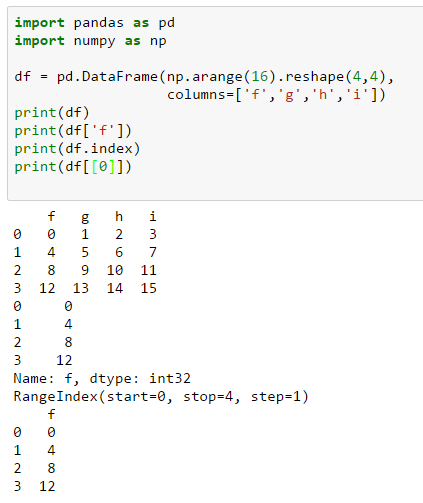 import pandas as pd
import numpy as np
df = pd.DataFrame(np.arange(16).reshape(4,4),
columns=['f','g','h','i'])
print(df)
print(df['f'])
print(df.index)
print(df[[0]])
f g h i
0 0 1 2 3
1 4 5 6 7
2 8 9 10 11
3 12 13 14 15
0 0
1 4
2 8
3 12
Name: f, dtype: int32
RangeIndex(start=0, stop=4, step=1)
f
0 0
1 4
2 8
3 12